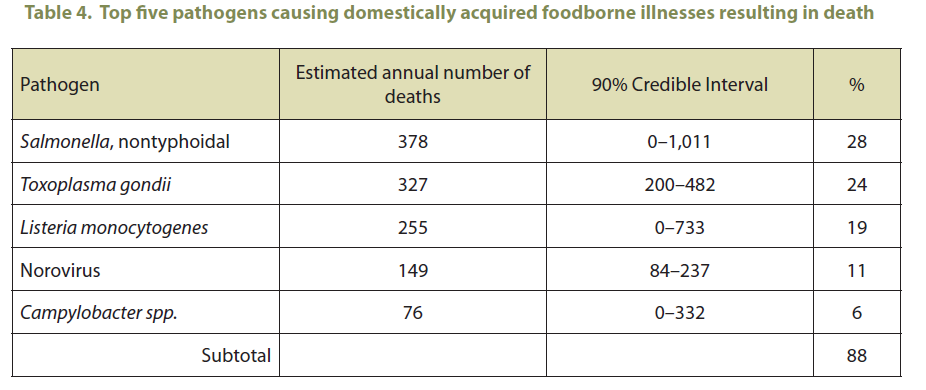 Table 4. Top five pathogens causing domestically acquired foodborne illnesses resulting in death
Pathogen Estimated annual number of deaths 90% Credible Interval %
Salmonella, nontyphoidal 378 0–1,011 28
Toxoplasma gondii 327 200–482 24
Listeria monocytogenes 255 0–733 19
Norovirus 149 84–237 11
Campylobacter spp. 76 0–332 6
Subtotal 88